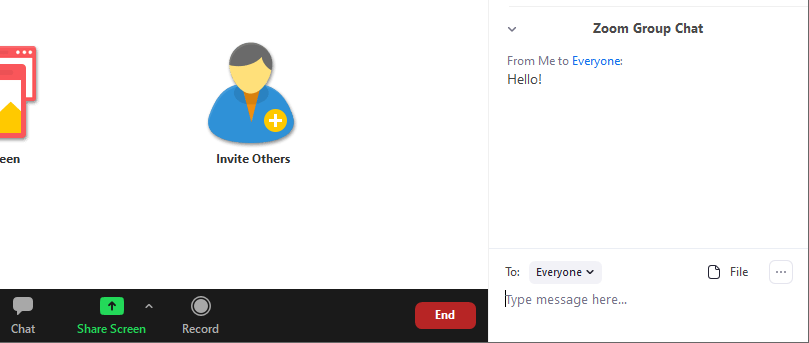 Zoom Group Chat
From Me to Everyone:
Hello!
een
Invite Others
To: Everyone File
Type message here...
Chat
Share Screen
Record
End